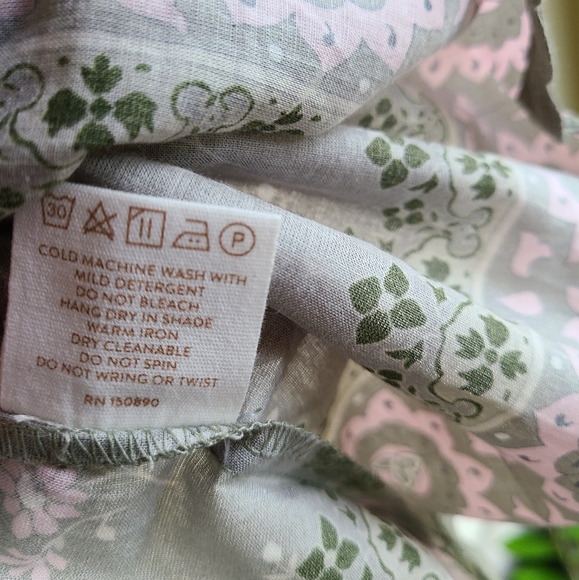 30 P
COLD MACHINE WASH WITH
MILD DETERGENT
DO NOT BLEACH
HANG DRY IN SHADE
WARM IRON
DRY CLEANABLE
DO NOT SPIN
DO NOT WRING OR TWIST
RN 150890